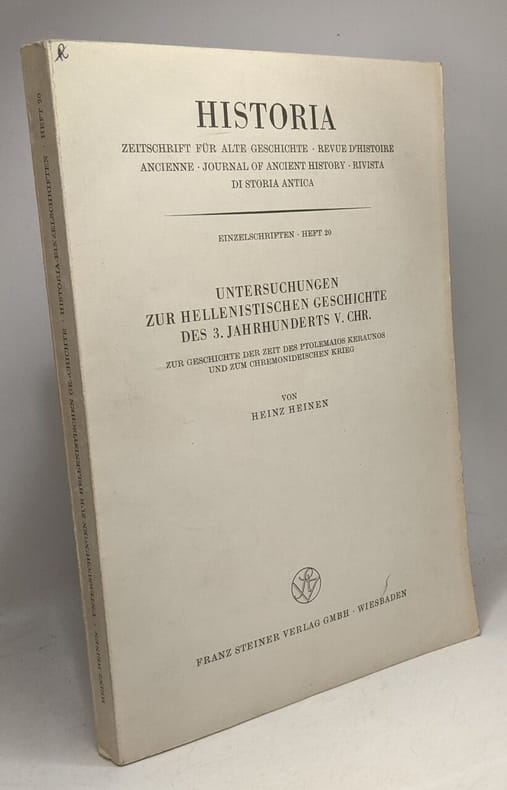 HISTORIA
ZEITSCHRIFT FÜR ALTE GESCHICHTE · REVUE D'HISTOIRE
ANCIENNE · JOURNAL OF ANCIENT HISTORY · RIVISTA
DI STORIA ANTICA
EINZELSCHRIFTEN · HEFT 20
UNTERSUCHUNGEN
ZUR HELLENISTISCHEN GESCHICHTE
DES 3. JAHRHUNDERTS V. CHR.
ZUR GESCHICHTE DER ZEIT DES PTOLEMAIOS KERAUNOS
UND ZUM CHREMONIDEISCHEN KRIEG
VON
HEINZ HEINEN
FRANZ STEINER VERLAG GMBH · WIESBADEN
HEINZ HEINEN · UNTERSUCHUNGEN ZUR HELLENISTISCHEN GESCHICHTE · HISTORIA-EINZELSCHRIFTEN · HEFT 20